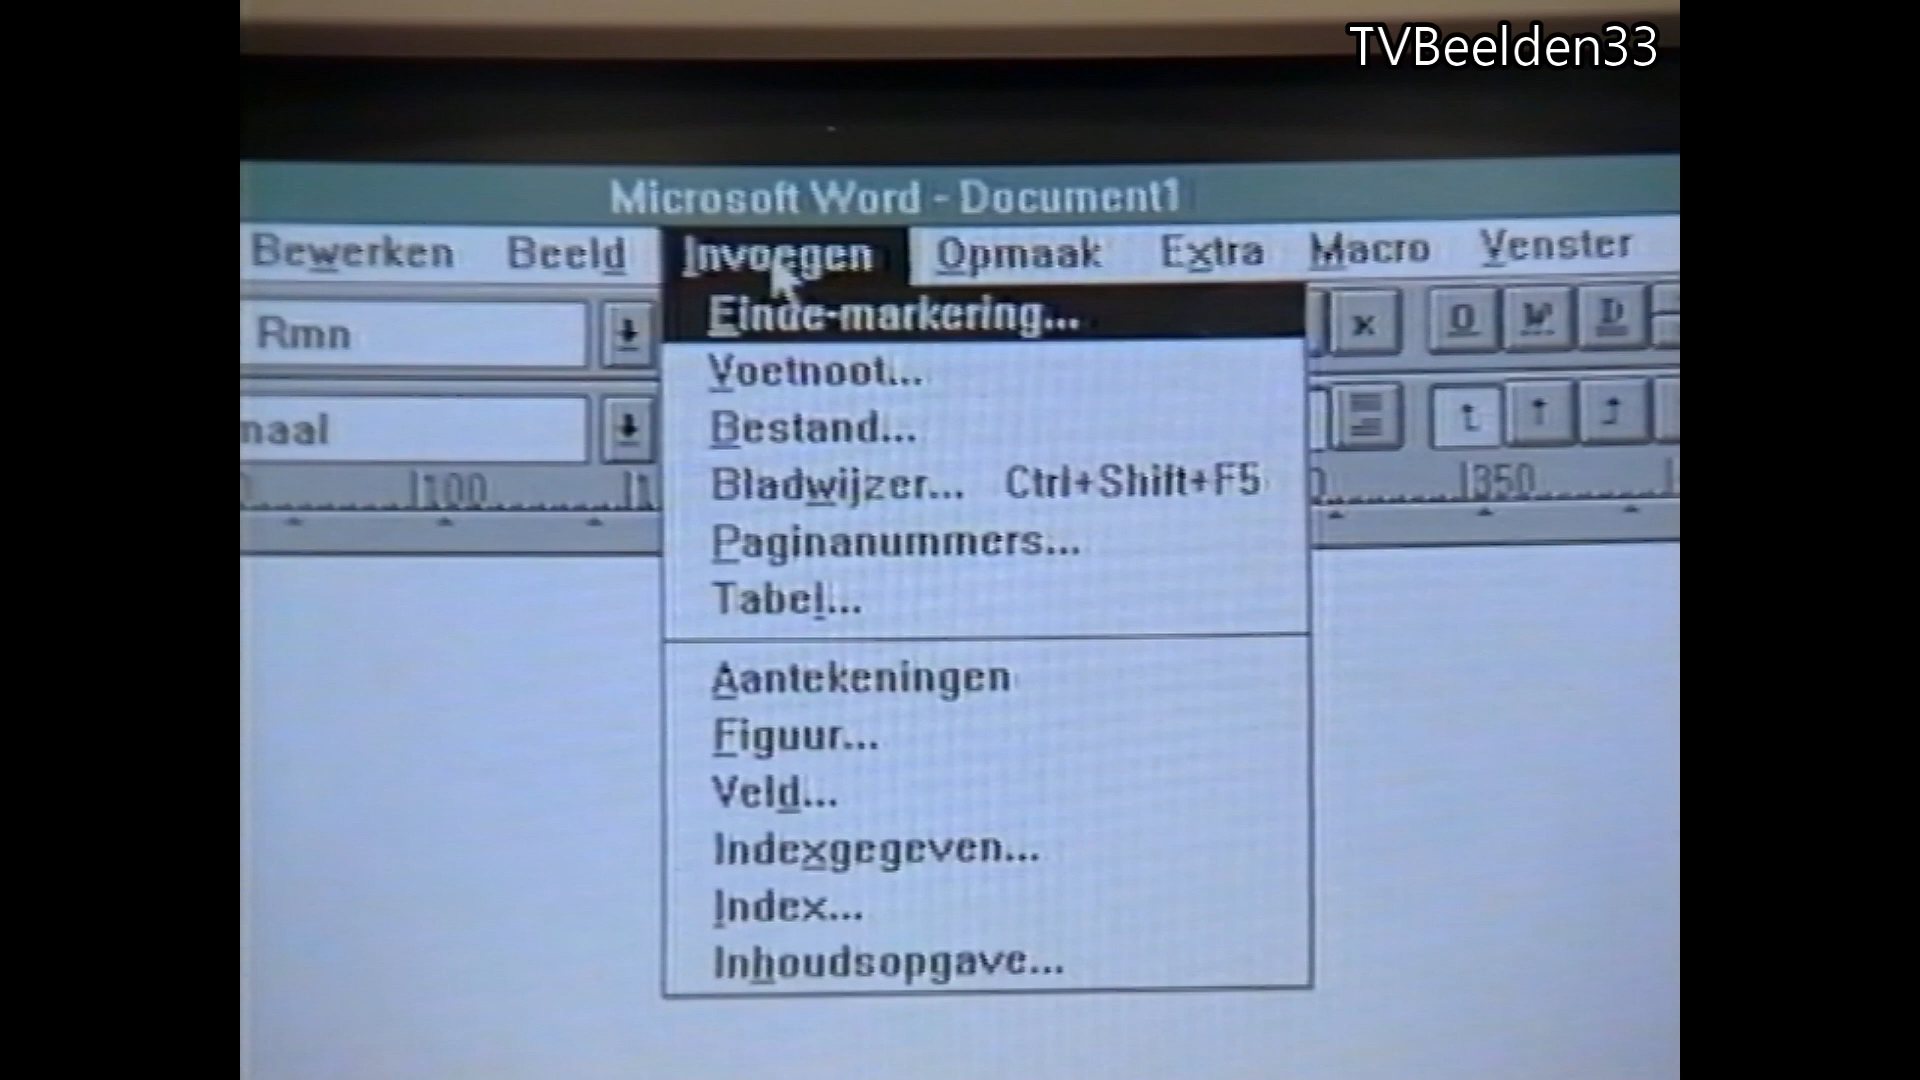 TVBeelden33
Microsoft Word - Document1
Bewerken Beeld Invoegen Opmaak Extra Macro Venster
Einde-markering...
Rmn
x O W D
Voetnoot...
Bestand...
naal
Bladwijzer... Ctrl+Shift+F5
100 350
Paginanummers...
Tabel...
Aantekeningen
Figuur...
Veld...
Indexgegeven...
Index...
Inhoudsopgave...